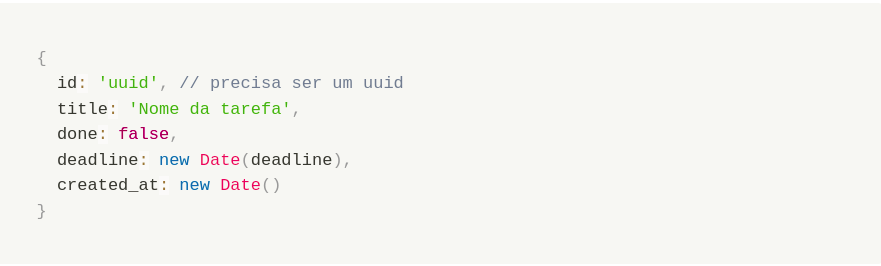 {
  id: 'uuid', // precisa ser um uuid
  title: 'Nome da tarefa',
  done: false,
  deadline: new Date(deadline),
  created_at: new Date()
}